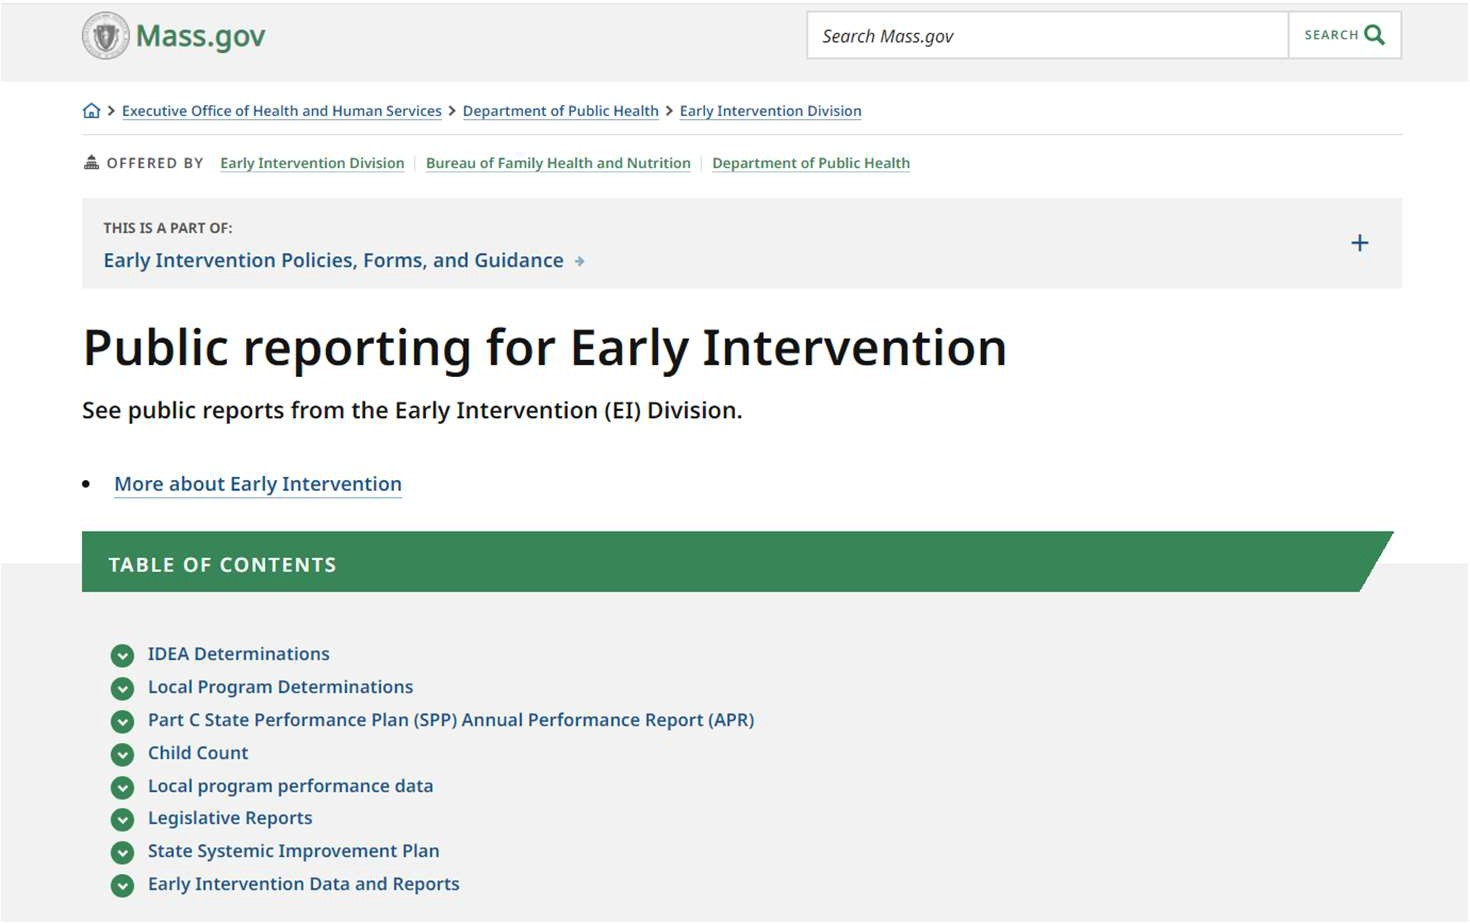 Mass.gov
Search Mass.gov
SEARCH
Executive Office of Health and Human Services > Department of Public Health > Early Intervention Division
OFFERED BY Early Intervention Division | Bureau of Family Health and Nutrition | Department of Public Health
THIS IS A PART OF:
Early Intervention Policies, Forms, and Guidance
Public reporting for Early Intervention
See public reports from the Early Intervention (EI) Division.
• More about Early Intervention
TABLE OF CONTENTS
IDEA Determinations
Local Program Determinations
Part C State Performance Plan (SPP) Annual Performance Report (APR)
Child Count
Local program performance data
Legislative Reports
State Systemic Improvement Plan
Early Intervention Data and Reports